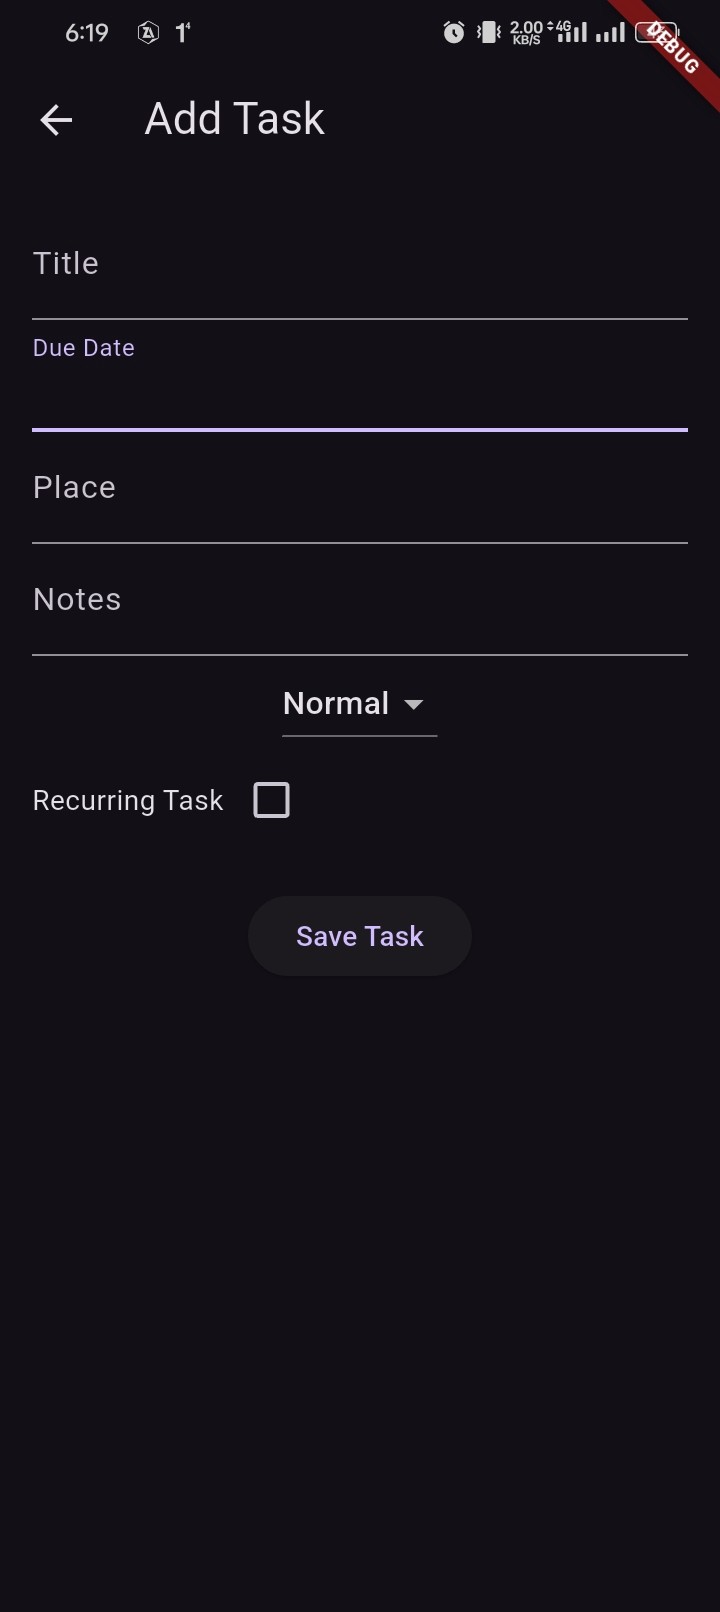 6:19
2.00 4G
KB/S
DEBUG
Add Task
Title
Due Date
Place
Notes
Normal
Recurring Task
Save Task